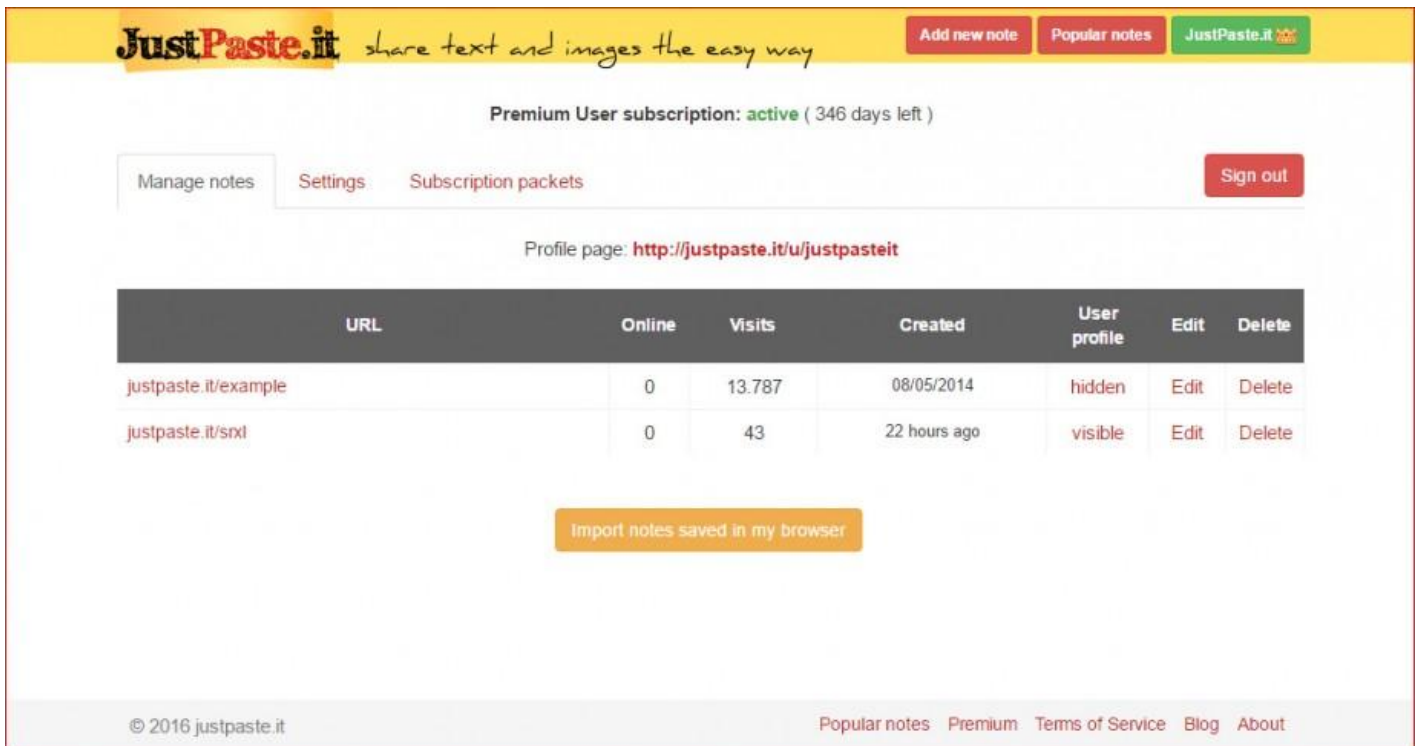 JustPaste.it share text and images the easy way Add new note Popular notes JustPaste.it
Premium User subscription: active ( 346 days left )
Manage notes Settings Subscription packets Sign out
Profile page: http://justpaste.it/u/justpasteit
URL Online Visits Created User profile Edit Delete
justpaste.it/example 0 13.787 08/05/2014 hidden Edit Delete
justpaste.it/srxl 0 43 22 hours ago visible Edit Delete
Import notes saved in my browser
© 2016 justpaste.it Popular notes Premium Terms of Service Blog About